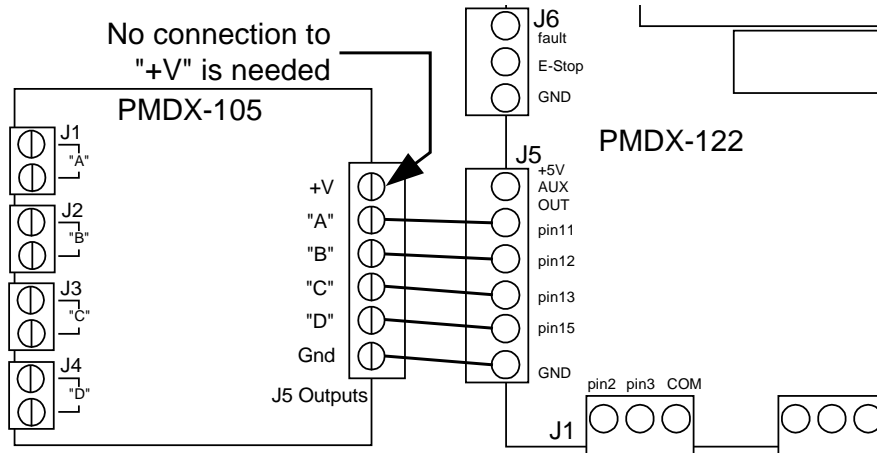 No connection to
"+V" is needed
PMDX-105
J1
"A"
J2
"B"
J3
"C"
J4
"D"
+V
"A"
"B"
"C"
"D"
Gnd
J5 Outputs
J6
fault
E-Stop
GND
PMDX-122
J5
+5V
AUX
OUT
pin11
pin12
pin13
pin15
GND
pin2 pin3 COM
J1